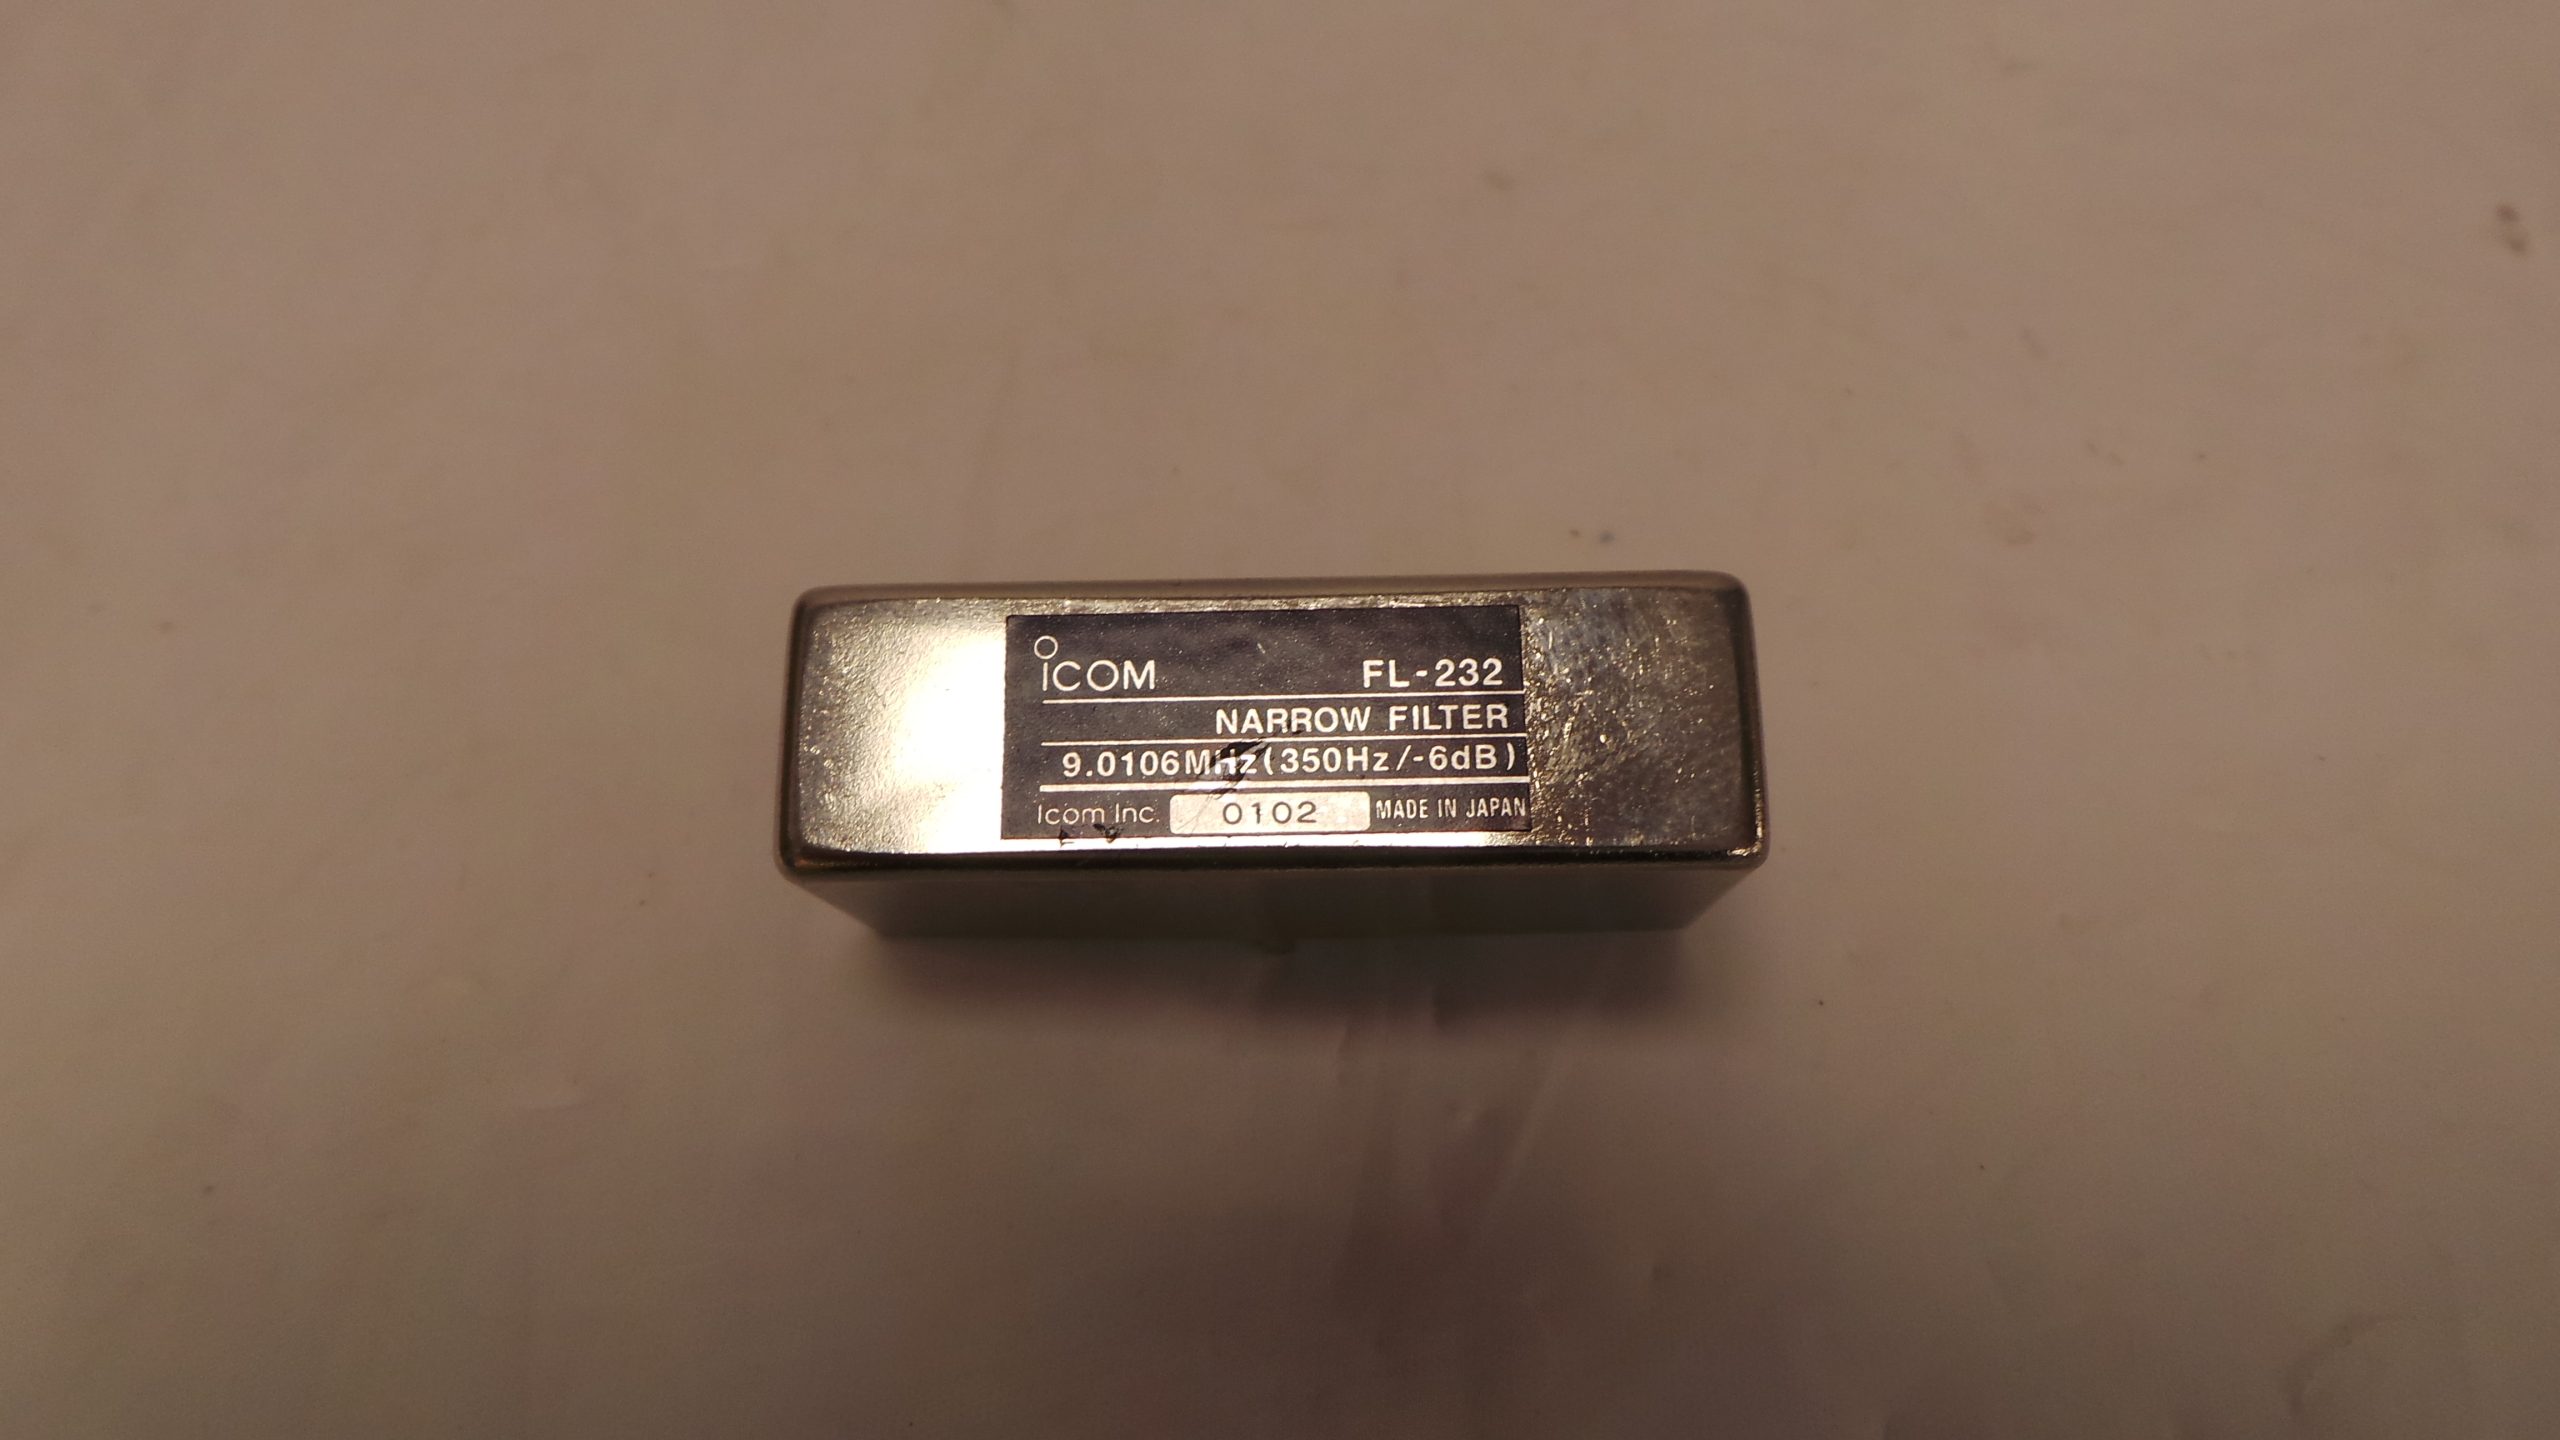 iCOM FL-232
NARROW FILTER
9.0106MHz(350Hz/-6dB)
Icom Inc. 0102 MADE IN JAPAN